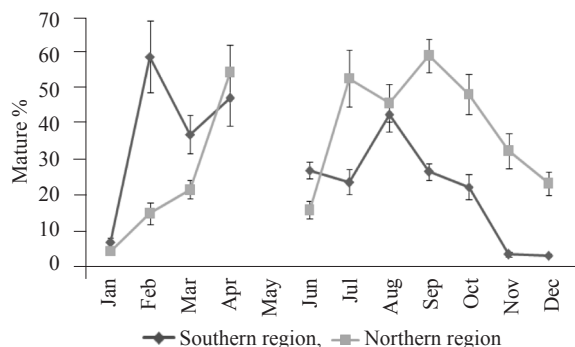 70
60
50
40
30
20
10
0
Mature %
Jan
Feb
Mar
Apr
May
Jun
Jul
Aug
Sep
Oct
Nov
Dec
Southern region, Northern region